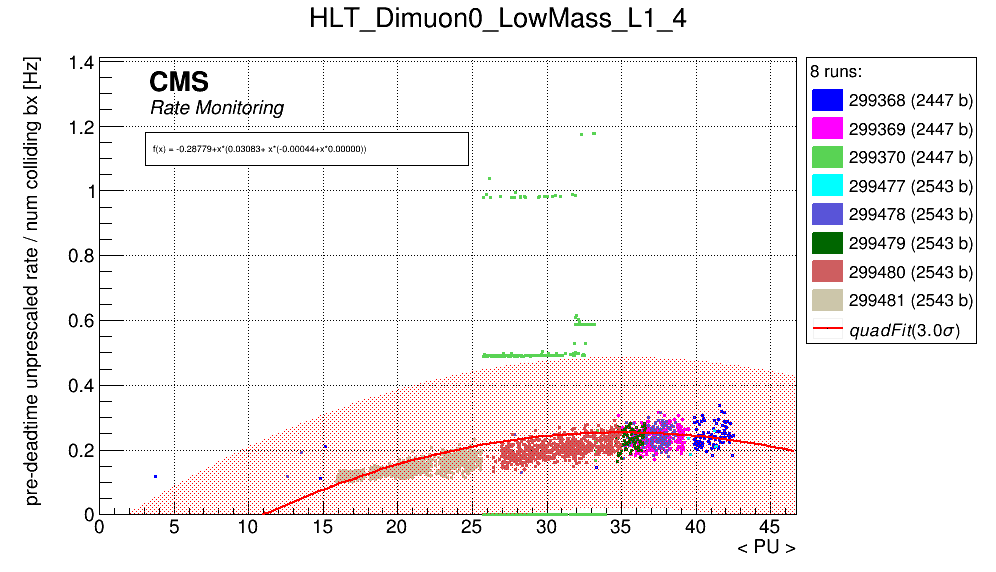 HLT_Dimuon0_LowMass_L1_4
pre-deadtime unprescaled rate / num colliding bx [Hz]
CMS
Rate Monitoring
f(x) = -0.28779+x*(0.03083+ x*(-0.00044+x*0.00000))
1.4
1.2
1
0.8
0.6
0.4
0.2
0
0 5 10 15 20 25 30 35 40 45
< PU >
8 runs:
299368 (2447 b)
299369 (2447 b)
299370 (2447 b)
299477 (2543 b)
299478 (2543 b)
299479 (2543 b)
299480 (2543 b)
299481 (2543 b)
quadFit(3.0σ)